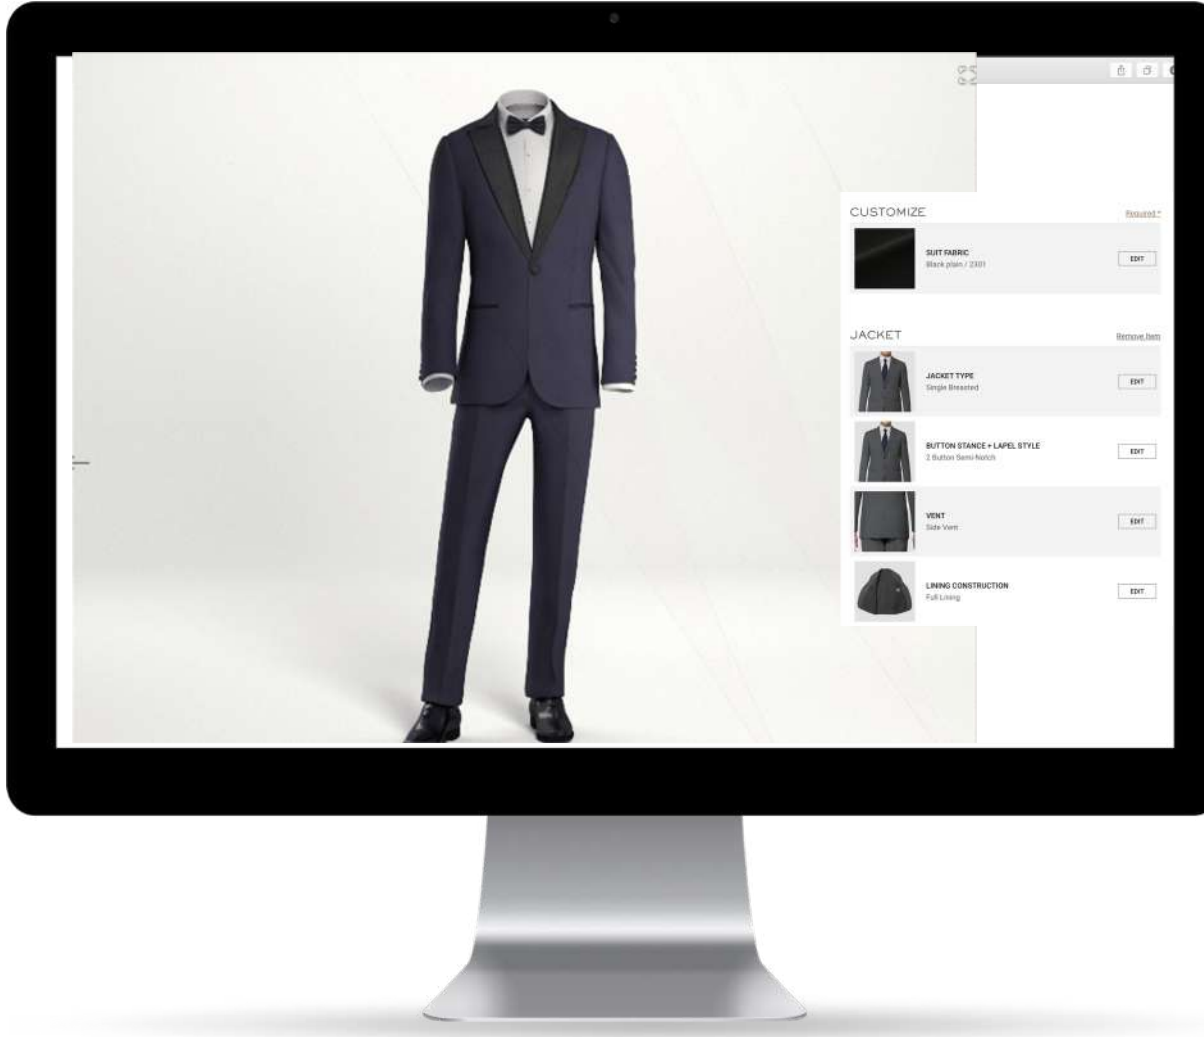 CUSTOMIZE
Required *
SUIT FABRIC
EDIT
Black plain / 2301
JACKET
Remove Item
JACKET TYPE
EDIT
Single Breasted
BUTTON STANCE + LAPEL STYLE
EDIT
2 Button Semi-Notch
VENT
EDIT
Side Vent
LINING CONSTRUCTION
EDIT
Full Lining